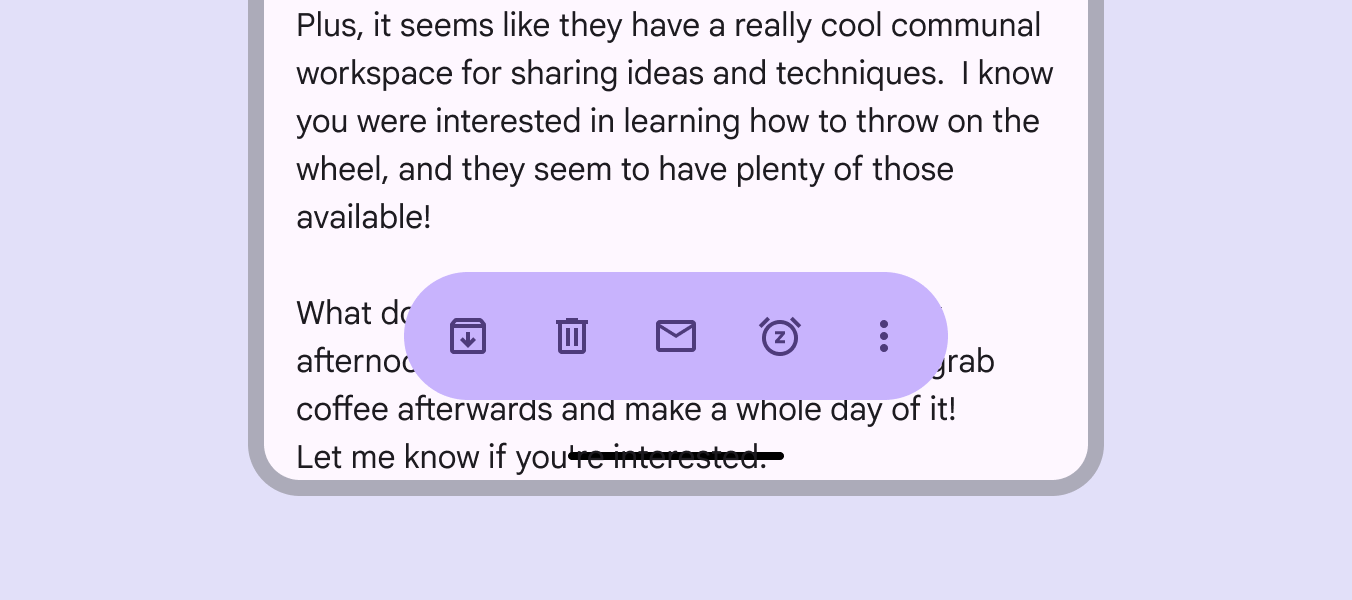 Plus, it seems like they have a really cool communal
workspace for sharing ideas and techniques.  I know
you were interested in learning how to throw on the
wheel, and they seem to have plenty of those
available!
What
grab
coffee afterwards and make a whole day of it!
Let me know if you're interested.